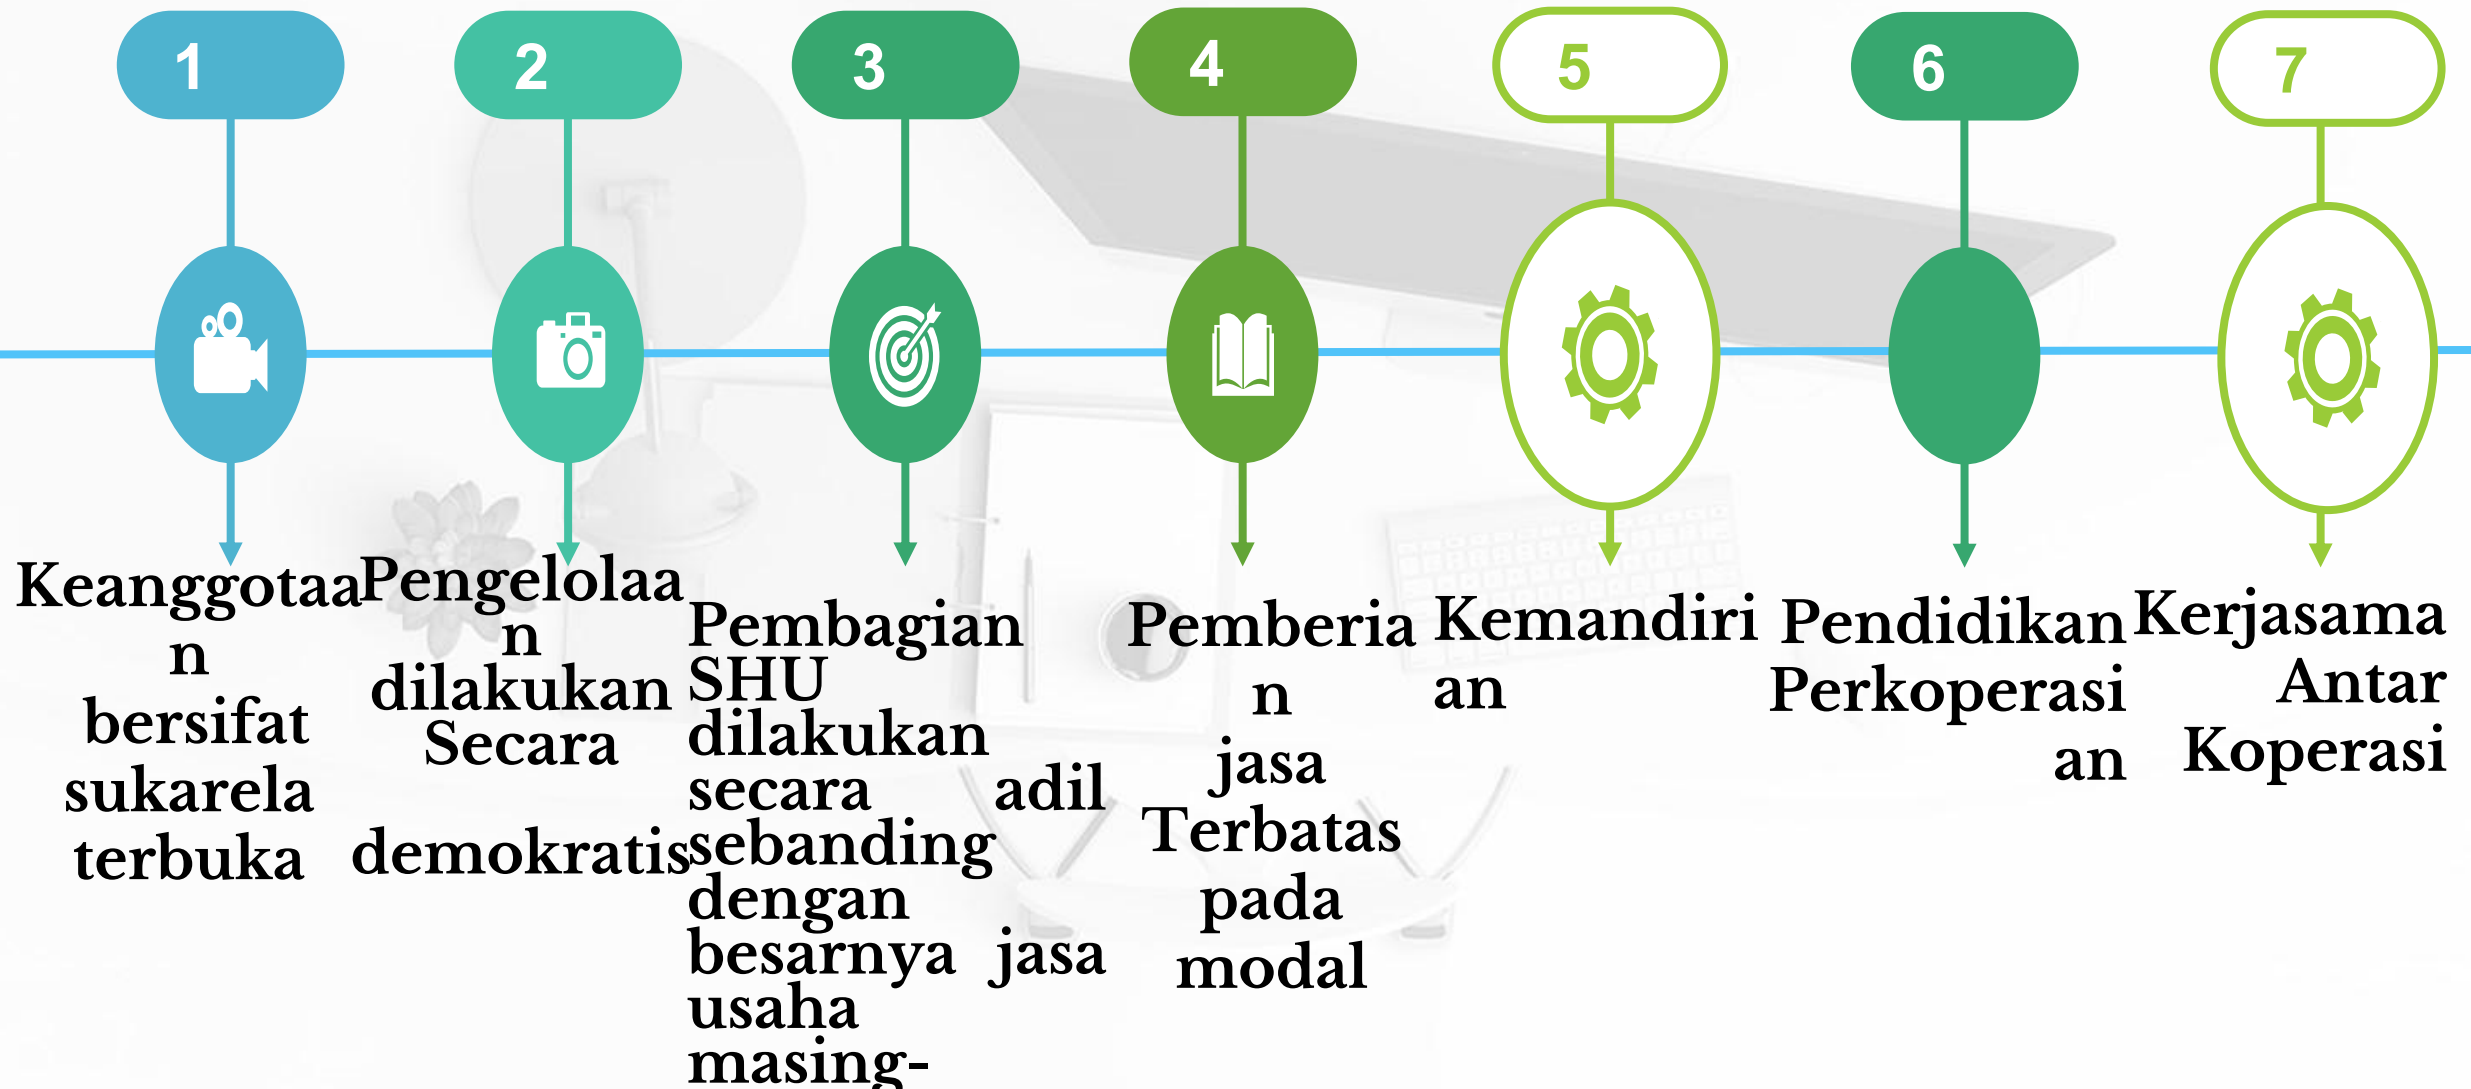 1
2
3
4
5
6
7
Keanggotaa
n
bersifat
sukarela
terbuka
Pengelolaa
n
dilakukan
Secara
demokratis
Pembagian
SHU
dilakukan
secara adil
sebanding
dengan
besarnya jasa
usaha
masing-
Pemberia
n
jasa
Terbatas
pada
modal
Kemandiri
an
Pendidikan
Perkoperasi
an
Kerjasama
Antar
Koperasi